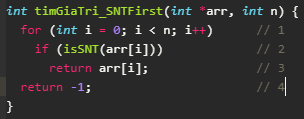 int timGiaTri_SNTFirst(int *arr, int n) {
  for (int i = 0; i < n; i++)     // 1
    if (isSNT(arr[i]))            // 2
      return arr[i];              // 3
  return -1;                      // 4
}